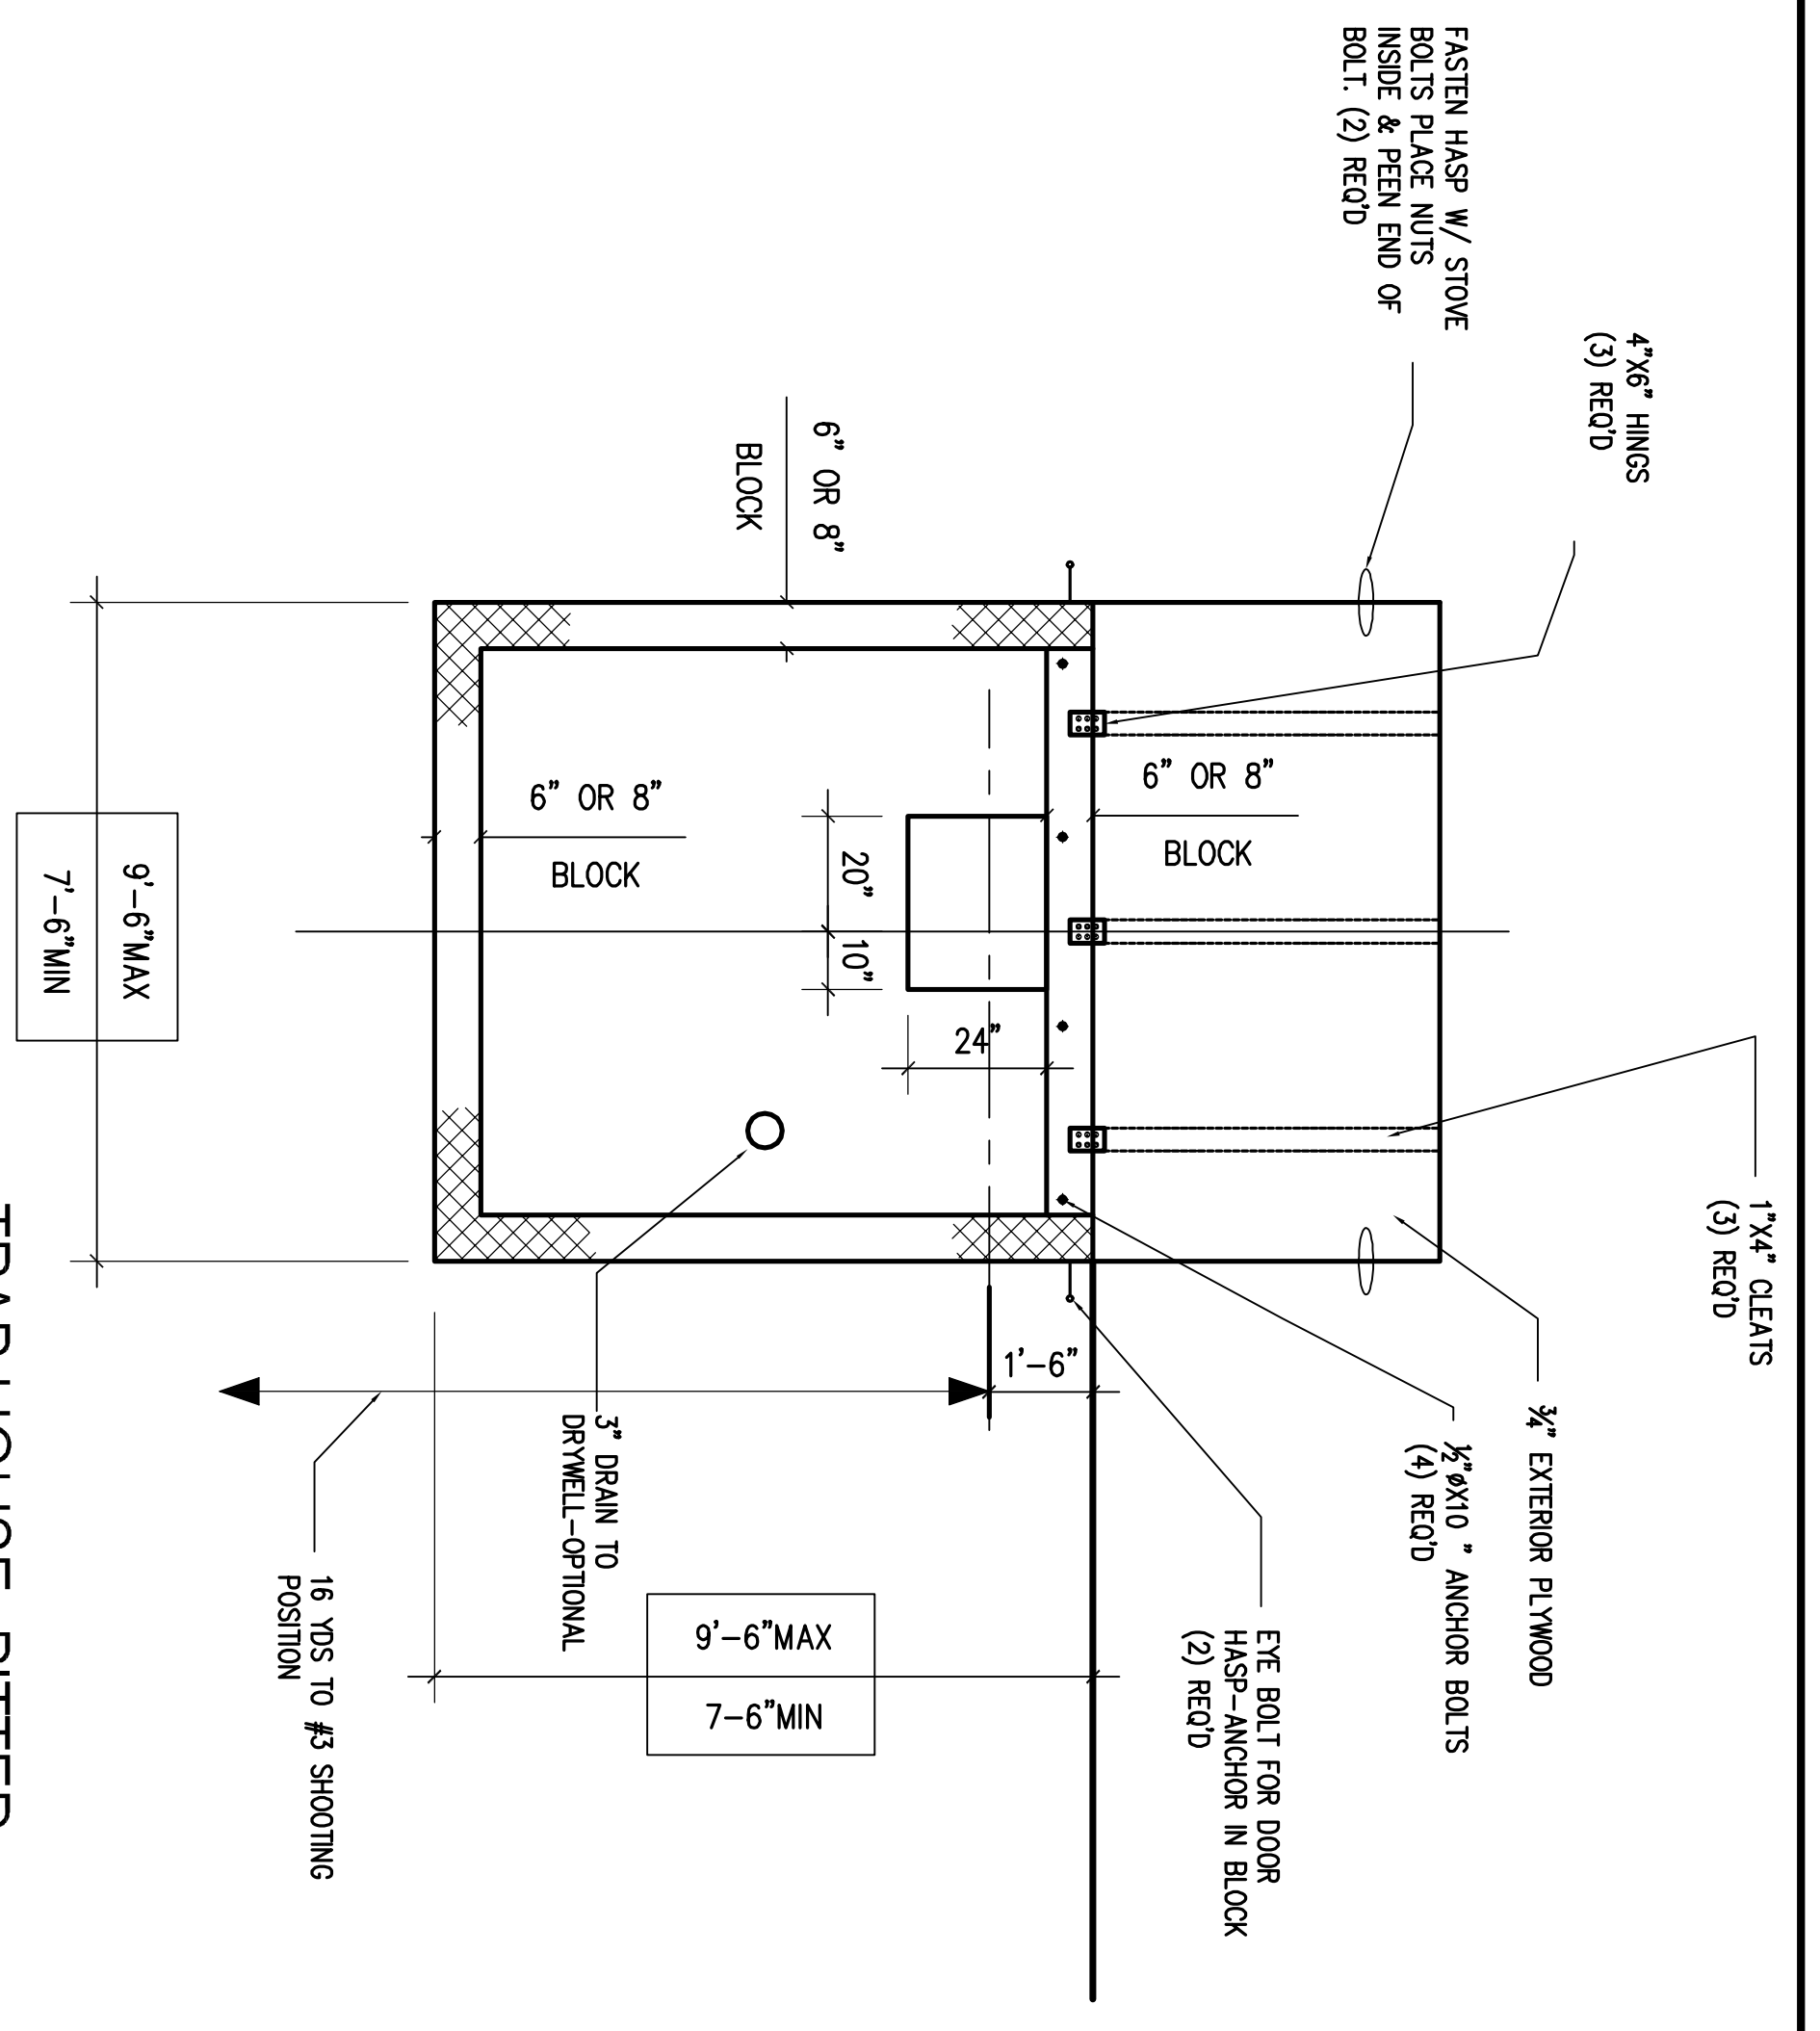 1"X4" CLEATS
(3) REQ'D
4"X6" HINGS
(3) REQ'D
¾" EXTERIOR PLYWOOD
FASTEN HASP W/ STOVE
BOLTS PLACE NUTS
INSIDE & PEEN END OF
BOLT. (2) REQ'D
½"øX10 " ANCHOR BOLTS
(4) REQ'D
EYE BOLT FOR DOOR
HASP-ANCHOR IN BLOCK
(2) REQ'D
6" OR 8"
BLOCK
1'-6"
24"
20"
10"
6" OR 8"
BLOCK
6" OR 8"
BLOCK
9'-6"MAX
7-6"MIN
3" DRAIN TO
DRYWELL-OPTIONAL
16 YDS TO #3 SHOOTING
POSITION
9'-6"MAX
7'-6"MIN